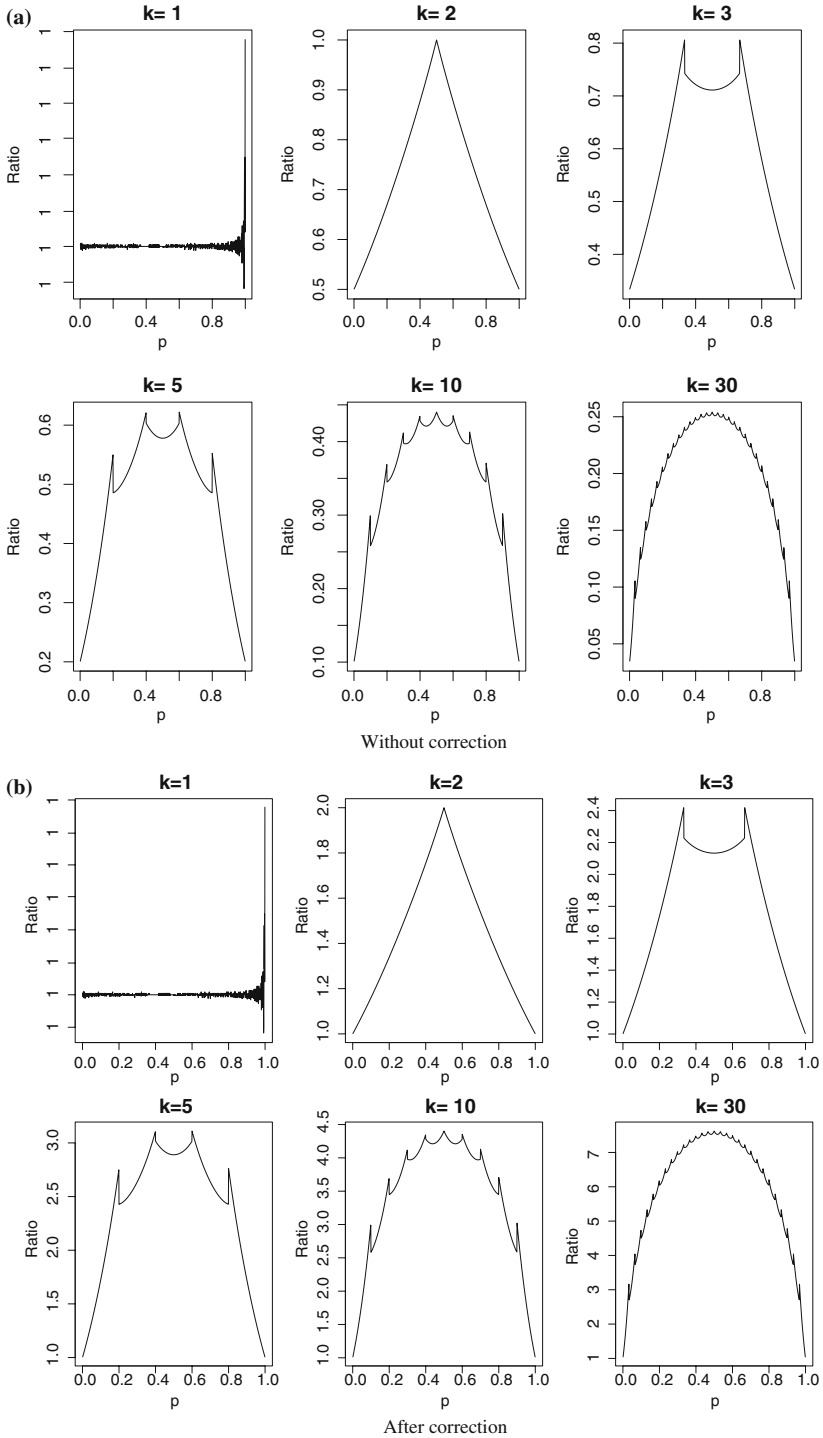 (a)
k= 1
k= 2
k= 3
Ratio
1
1
1
1
1
1
1
1
0.0 0.4 0.8
p
Ratio
1.0
0.9
0.8
0.7
0.6
0.5
0.0 0.4 0.8
p
Ratio
0.8
0.7
0.6
0.5
0.4
0.0 0.4 0.8
p
k= 5
k= 10
k= 30
Ratio
0.6
0.5
0.4
0.3
0.2
0.0 0.4 0.8
p
Ratio
0.40
0.30
0.20
0.10
0.0 0.4 0.8
p
Ratio
0.25
0.20
0.15
0.10
0.05
0.0 0.4 0.8
p
Without correction
(b)
k=1
k=2
k=3
Ratio
1
1
1
1
1
1
1
1
0.0 0.2 0.4 0.6 0.8 1.0
p
Ratio
2.0
1.8
1.6
1.4
1.2
1.0
0.0 0.2 0.4 0.6 0.8 1.0
p
Ratio
2.4
2.2
2.0
1.8
1.6
1.4
1.2
1.0
0.0 0.2 0.4 0.6 0.8 1.0
p
k=5
k= 10
k= 30
Ratio
3.0
2.5
2.0
1.5
1.0
0.0 0.2 0.4 0.6 0.8 1.0
p
Ratio
4.5
4.0
3.5
3.0
2.5
2.0
1.5
1.0
0.0 0.2 0.4 0.6 0.8 1.0
p
Ratio
7
6
5
4
3
2
1
0.0 0.2 0.4 0.6 0.8 1.0
p
After correction